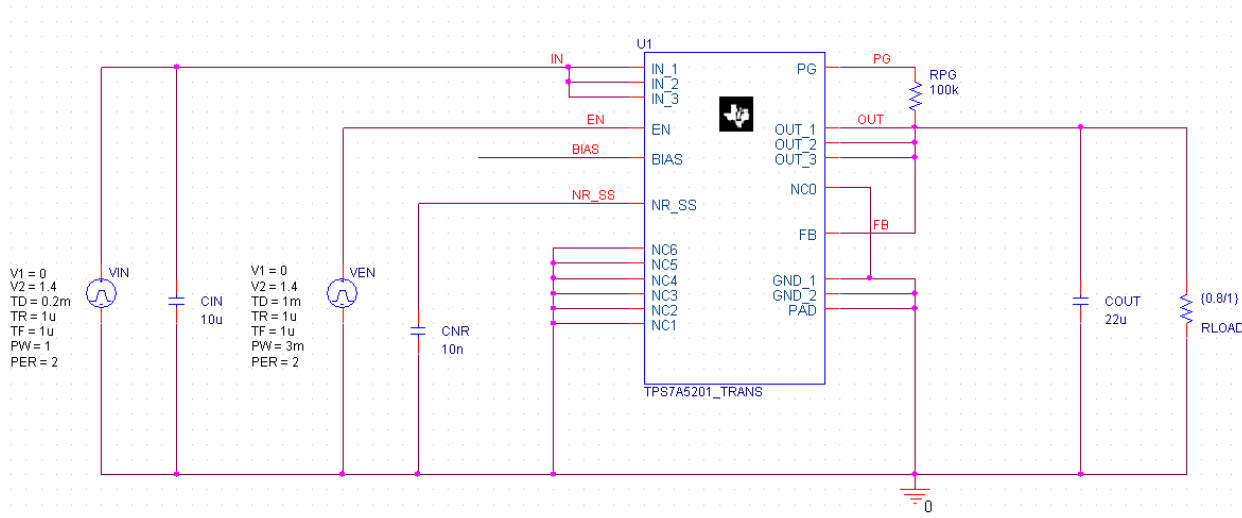 U1
IN
IN_1
IN_2
IN_3
EN
EN
BIAS
BIAS
NR_SS
NR_SS
NC6
NC5
NC4
NC3
NC2
NC1
PG
PG
OUT_1
OUT
OUT_2
OUT_3
NC0
FB
FB
GND_1
GND_2
PAD
TPS7A5201_TRANS
RPG
100k
VIN
V1 = 0
V2 = 1.4
TD = 0.2m
TR = 1u
TF = 1u
PW = 1
PER = 2
CIN
10u
VEN
V1 = 0
V2 = 1.4
TD = 1m
TR = 1u
TF = 1u
PW = 3m
PER = 2
CNR
10n
COUT
22u
{0.8/1}
RLOAD
0